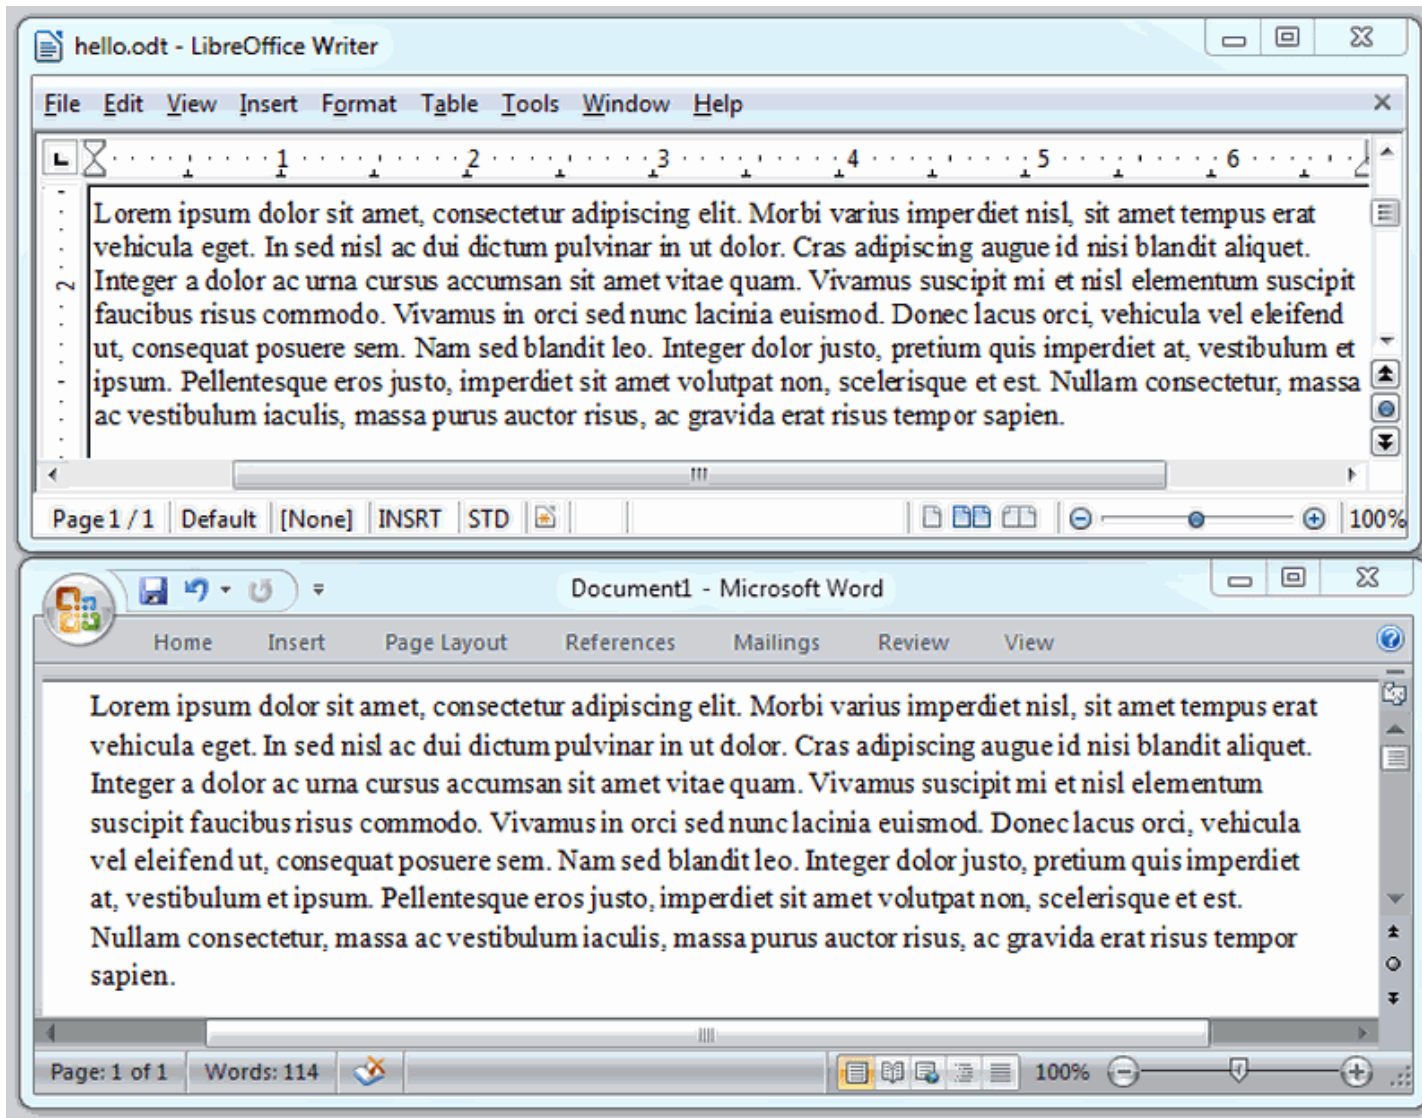 hello.odt - LibreOffice Writer
File Edit View Insert Format Table Tools Window Help
1 2 3 4 5 6
2
Lorem ipsum dolor sit amet, consectetur adipiscing elit. Morbi varius imperdiet nisl, sit amet tempus erat
vehicula eget. In sed nisl ac dui dictum pulvinar in ut dolor. Cras adipiscing augue id nisi blandit aliquet.
Integer a dolor ac urna cursus accumsan sit amet vitae quam. Vivamus suscipit mi et nisl elementum suscipit
faucibus risus commodo. Vivamus in orci sed nunc lacinia euismod. Donec lacus orci, vehicula vel eleifend
ut, consequat posuere sem. Nam sed blandit leo. Integer dolor justo, pretium quis imperdiet at, vestibulum et
ipsum. Pellentesque eros justo, imperdiet sit amet volutpat non, scelerisque et est. Nullam consectetur, massa
ac vestibulum iaculis, massa purus auctor risus, ac gravida erat risus tempor sapien.
Page 1 / 1 Default [None] INSRT STD 100%
Document1 - Microsoft Word
Home Insert Page Layout References Mailings Review View
Lorem ipsum dolor sit amet, consectetur adipiscing elit. Morbi varius imperdiet nisl, sit amet tempus erat
vehicula eget. In sed nisl ac dui dictum pulvinar in ut dolor. Cras adipiscing augue id nisi blandit aliquet.
Integer a dolor ac urna cursus accumsan sit amet vitae quam. Vivamus suscipit mi et nisl elementum
suscipit faucibus risus commodo. Vivamus in orci sed nunc lacinia euismod. Donec lacus orci, vehicula
vel eleifend ut, consequat posuere sem. Nam sed blandit leo. Integer dolor justo, pretium quis imperdiet
at, vestibulum et ipsum. Pellentesque eros justo, imperdiet sit amet volutpat non, scelerisque et est.
Nullam consectetur, massa ac vestibulum iaculis, massa purus auctor risus, ac gravida erat risus tempor
sapien.
Page: 1 of 1 Words: 114 100%